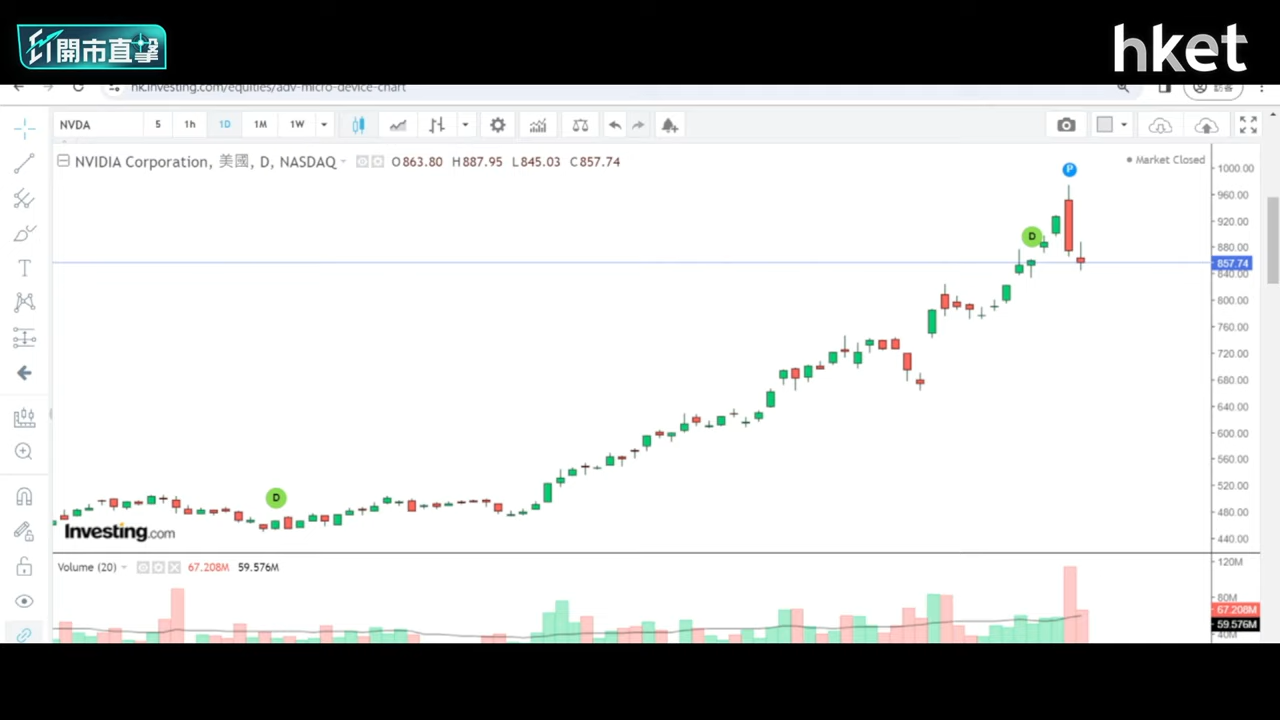 開市直擊
hket
hk.investing.com/equities/adv-micro-device-chart
訪客
NVDA 5 1h 1D 1M 1W
NVIDIA Corporation, 美國, D, NASDAQ O863.80 H887.95 L845.03 C857.74
Market Closed
P
D
D
1000.00
960.00
920.00
880.00
857.74
840.00
800.00
760.00
720.00
680.00
640.00
600.00
560.00
520.00
480.00
440.00
Investing.com
Volume (20) 67.208M 59.576M
120M
80M
67.208M
59.576M
40M